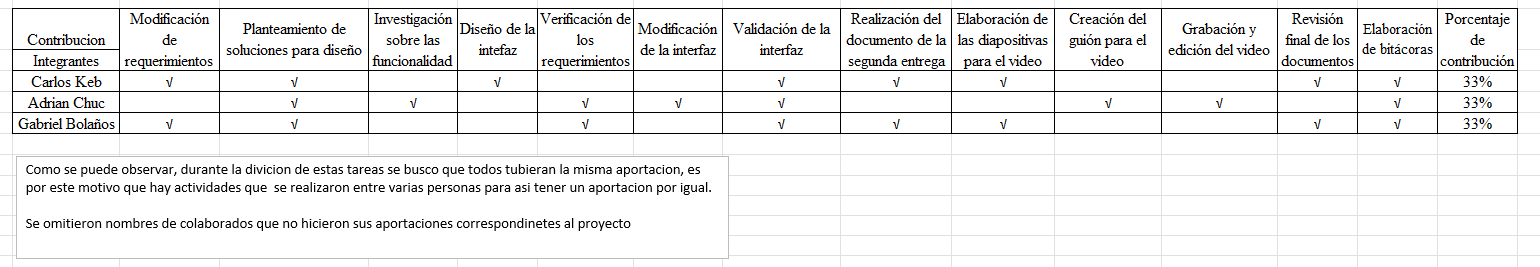 Contribucion Modificación de requerimientos Planteamiento de soluciones para diseño Investigación sobre las funcionalidad Diseño de la intefaz Verificación de los requerimientos Modificación de la interfaz Validación de la interfaz Realización del documento de la segunda entrega Elaboración de las diapositivas para el video Creación del guión para el video Grabación y edición del video Revisión final de los documentos Elaboración de bitácoras Porcentaje de contribución
Integrantes
Carlos Keb √ √ √ √ √ √ √ √ 33%
Adrian Chuc √ √ √ √ √ √ √ √ 33%
Gabriel Bolaños √ √ √ √ √ √ √ √ 33%
Como se puede observar, durante la divicion de estas tareas se busco que todos tubieran la misma aportacion, es
por este motivo que hay actividades que se realizaron entre varias personas para asi tener un aportacion por igual.
Se omitieron nombres de colaborados que no hicieron sus aportaciones correspondinetes al proyecto